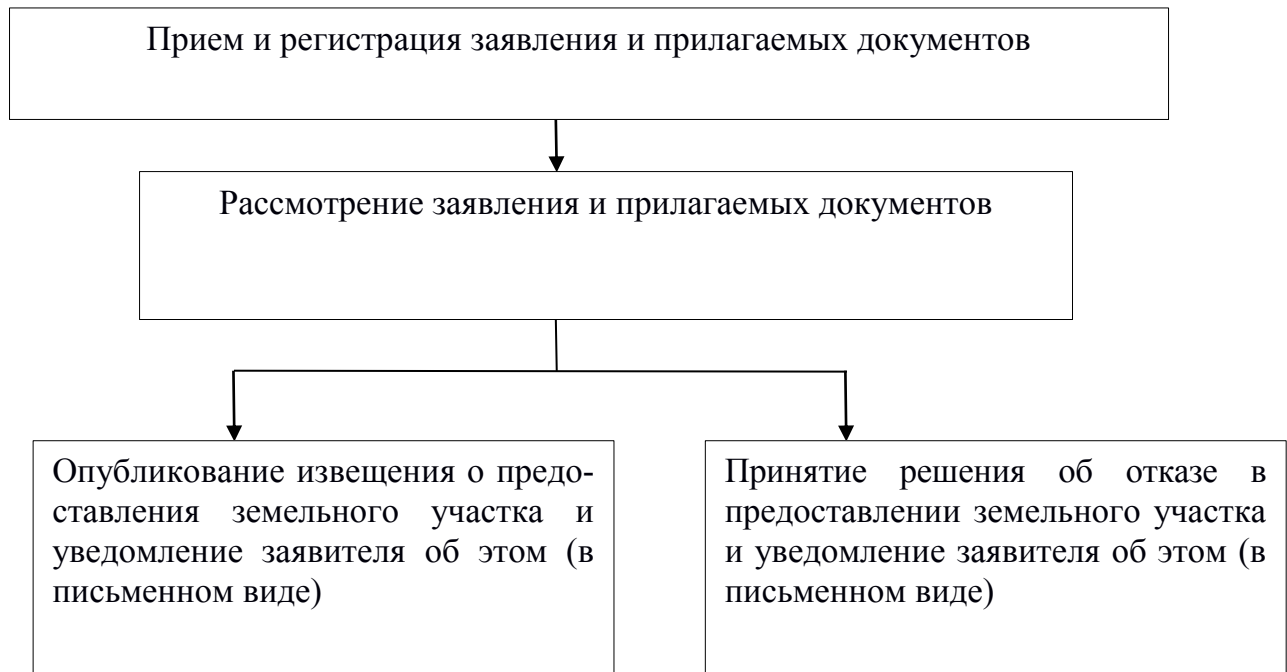 Прием и регистрация заявления и прилагаемых документов
Рассмотрение заявления и прилагаемых документов
Опубликование извещения о предо-
ставления земельного участка и
уведомление заявителя об этом (в
письменном виде)
Принятие решения об отказе в
предоставлении земельного участка
и уведомление заявителя об этом (в
письменном виде)